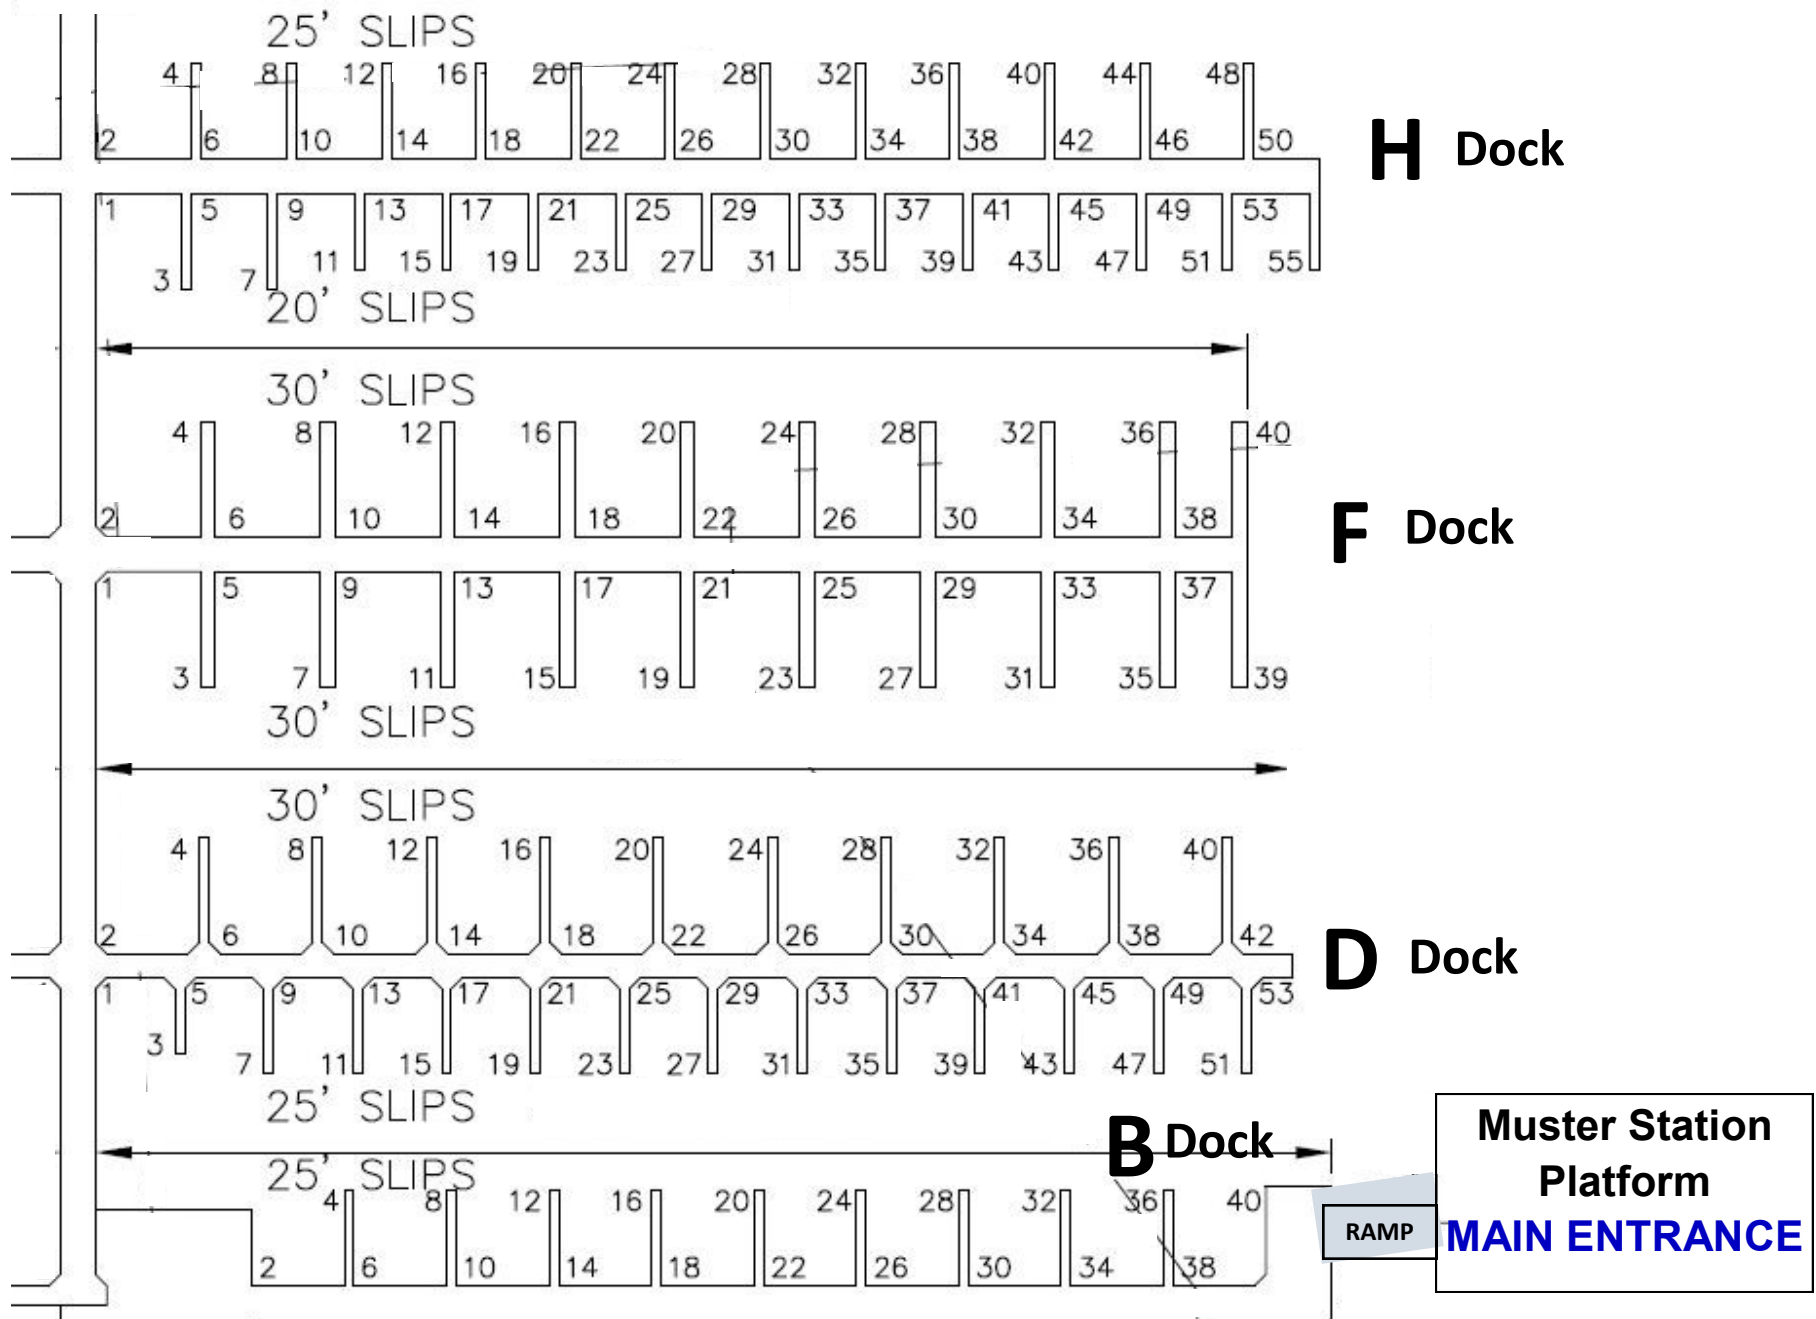 25' SLIPS
4 8 12 16 20 24 28 32 36 40 44 48
2 6 10 14 18 22 26 30 34 38 42 46 50
H Dock
1 5 9 13 17 21 25 29 33 37 41 45 49 53
3 7 11 15 19 23 27 31 35 39 43 47 51 55
20' SLIPS
30' SLIPS
4 8 12 16 20 24 28 32 36 40
2 6 10 14 18 22 26 30 34 38
F Dock
1 5 9 13 17 21 25 29 33 37
3 7 11 15 19 23 27 31 35 39
30' SLIPS
30' SLIPS
4 8 12 16 20 24 28 32 36 40
2 6 10 14 18 22 26 30 34 38 42
D Dock
1 5 9 13 17 21 25 29 33 37 41 45 49 53
3 7 11 15 19 23 27 31 35 39 43 47 51
25' SLIPS
B Dock
25' SLIPS
4 8 12 16 20 24 28 32 36 40
2 6 10 14 18 22 26 30 34 38
Muster Station
Platform
RAMP
MAIN ENTRANCE